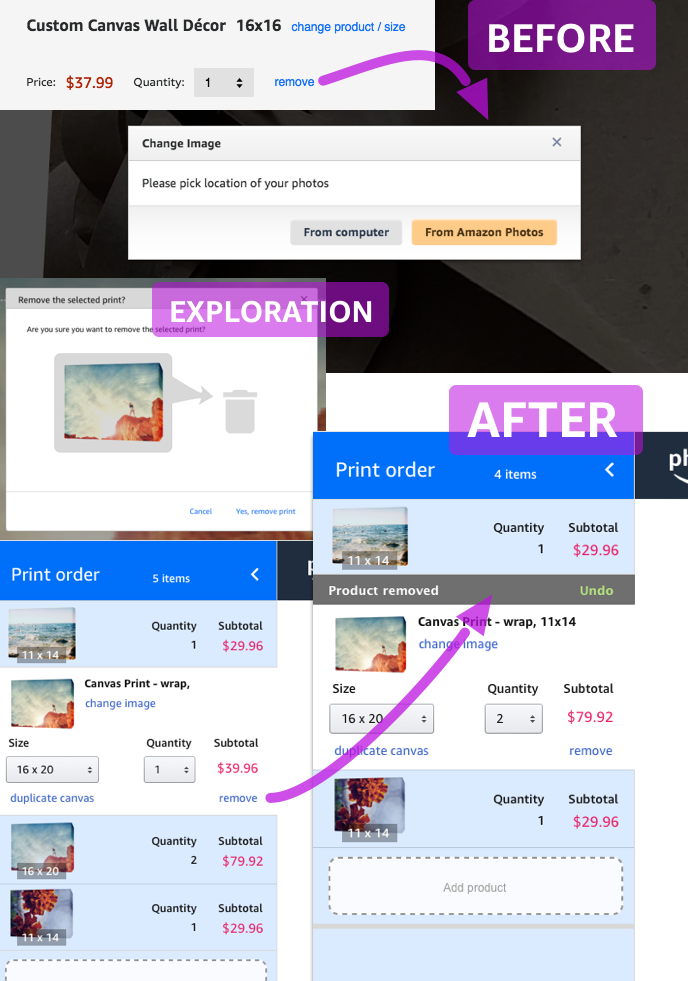 Custom Canvas Wall Décor 16x16 change product / size
BEFORE
Price: $37.99 Quantity: 1 remove
Change Image
Please pick location of your photos
From computer From Amazon Photos
Remove the selected print?
EXPLORATION
Are you sure you want to remove the selected print?
Cancel Yes, remove print
AFTER
Print order 4 items
Quantity Subtotal
1 $29.96
11 x 14
Product removed Undo
Canvas Print - wrap, 11x14
change image
Size Quantity Subtotal
16 x 20 2 $79.92
duplicate canvas remove
Quantity Subtotal
1 $29.96
11 x 14
Add product
Print order 5 items
Quantity Subtotal
1 $29.96
11 x 14
Canvas Print - wrap,
change image
Size Quantity Subtotal
16 x 20 1 $39.96
duplicate canvas remove
Quantity Subtotal
2 $79.92
16 x 20
Quantity Subtotal
1 $29.96
11 x 14